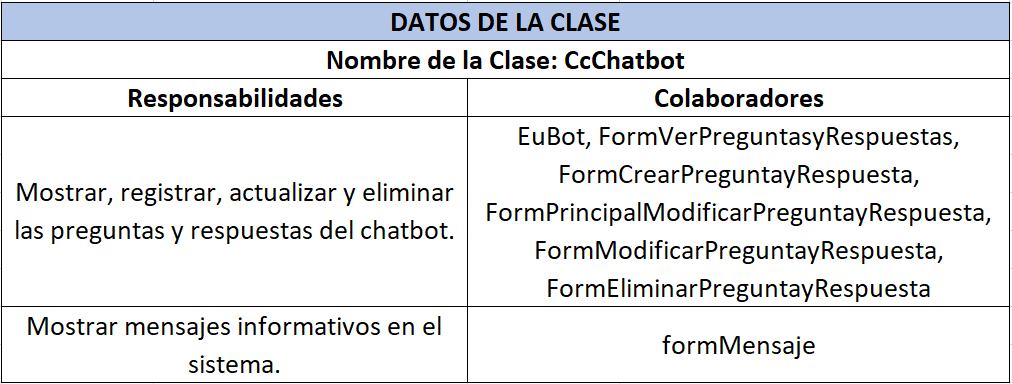 DATOS DE LA CLASE
Nombre de la Clase: CcChatbot
Responsabilidades
Colaboradores
Mostrar, registrar, actualizar y eliminar
las preguntas y respuestas del chatbot.
EuBot, FormVerPreguntasyRespuestas,
FormCrearPreguntayRespuesta,
FormPrincipalModificarPreguntayRespuesta,
FormModificarPreguntayRespuesta,
FormEliminarPreguntayRespuesta
Mostrar mensajes informativos en el
sistema.
formMensaje